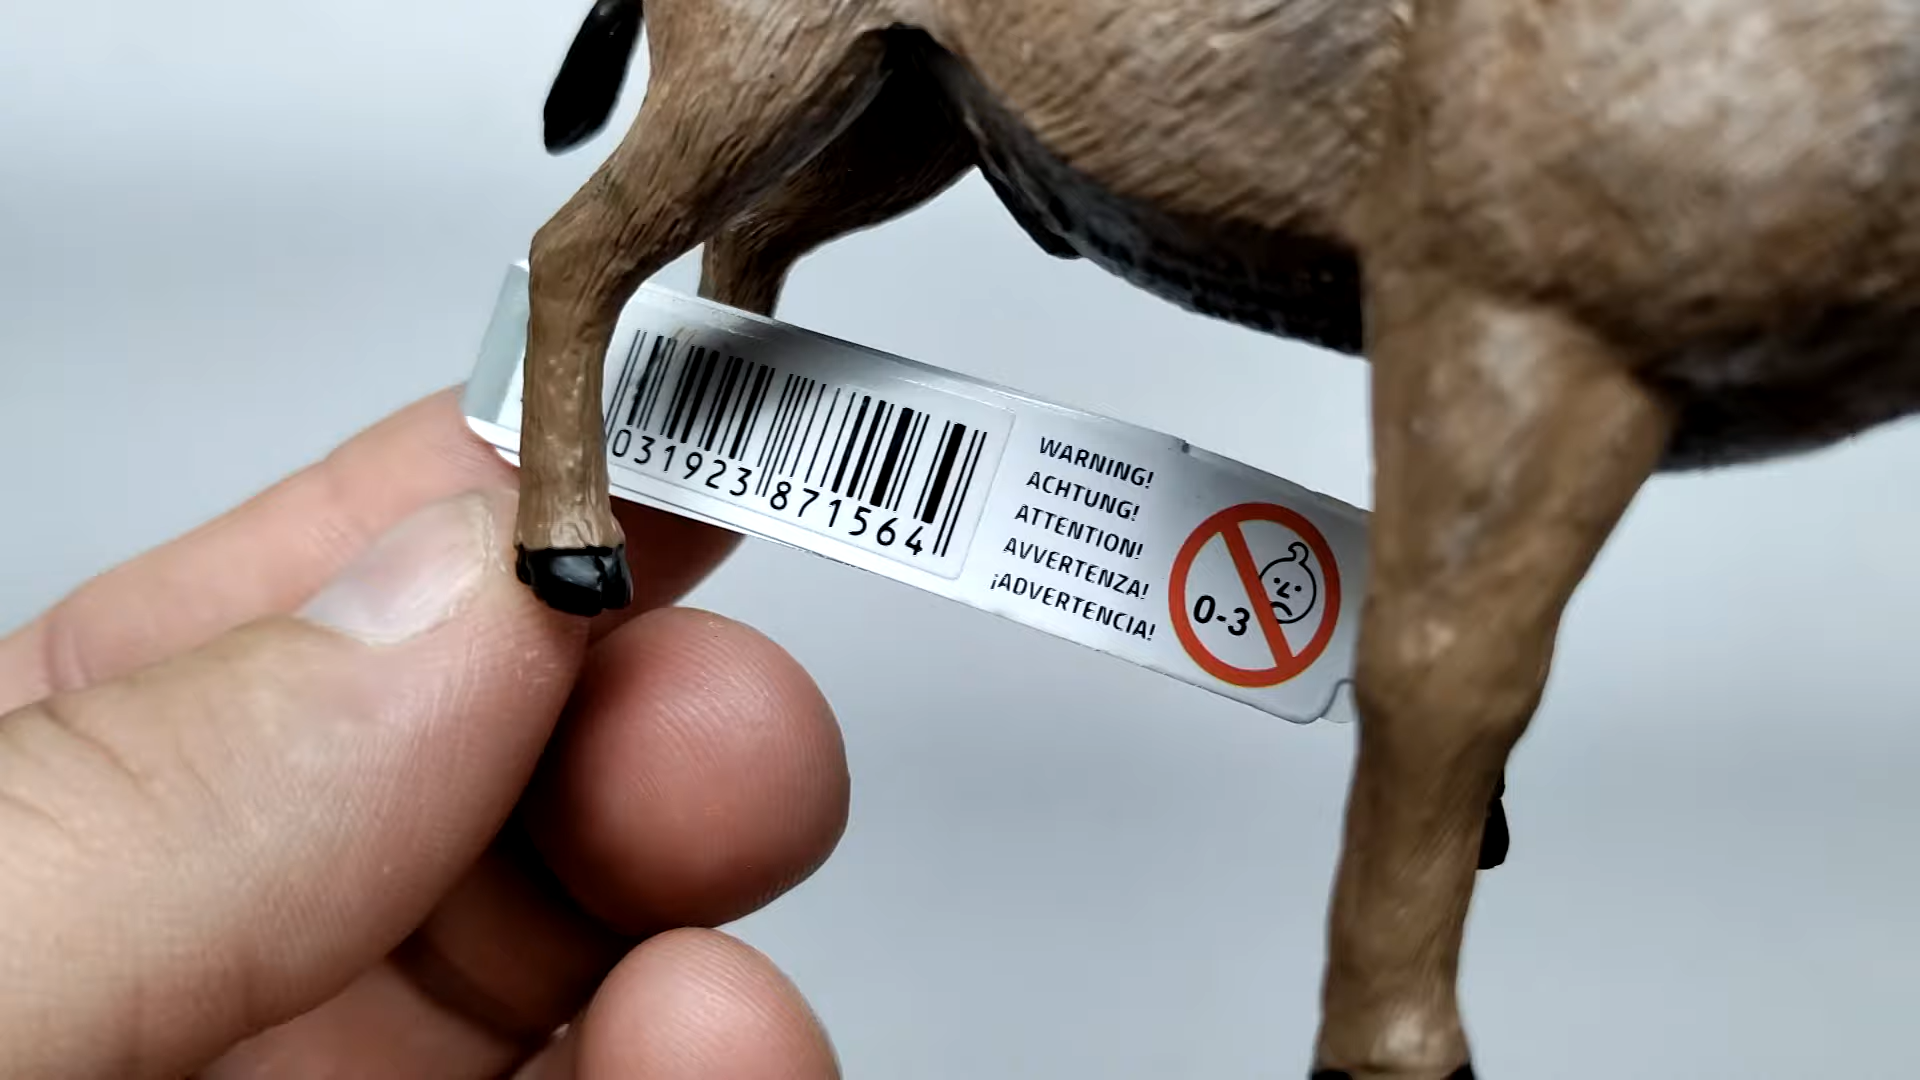 031923 871564
WARNING!
ACHTUNG!
ATTENTION!
AVVERTENZA!
¡ADVERTENCIA!
0-3